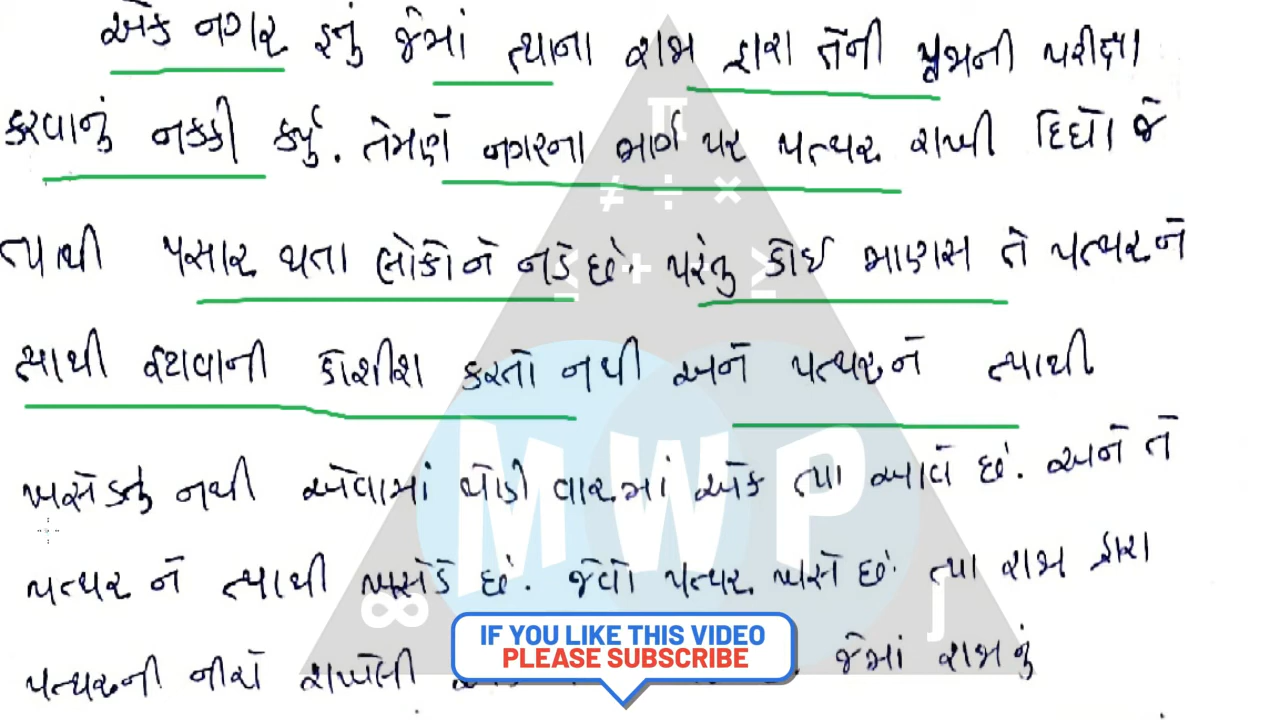 એક નગર હતું જેમાં ત્યાના રાજા દ્વારા તેની પ્રજાની પરીક્ષા
કરવાનું નક્કી કર્યુ. તેમણે નગરના માર્ગ પર પત્થર રાખી દિધો જે
ત્યાથી પસાર થતા લોકોને નડે છે. પરંતુ કોઈ માણસ તે પત્થરને
ત્યાથી હટાવાની કોશીશ કરતો નથી અને પત્થરને ત્યાથી
ખસેડતું નથી એવામાં થોડી વારમાં એક ત્યા આવે છે. અને તે
પત્થર ને ત્યાથી ખસેડે છે. જેવો પત્થર ખસે છે ત્યા રાજા દ્વારા
પત્થરની નીચે રાખેલી જેમાં રાજાનું
π
≠ ÷ ×
≤ + - ≥
MWP
∞ ∫
IF YOU LIKE THIS VIDEO
PLEASE SUBSCRIBE